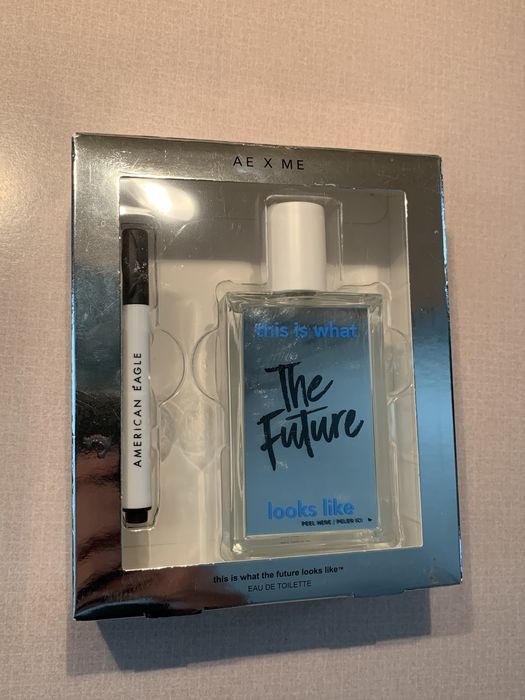 AE X ME
AMERICAN EAGLE
this is what
The
Future
looks like
PEEL HERE / PELER ICI
this is what the future looks like™
EAU DE TOILETTE